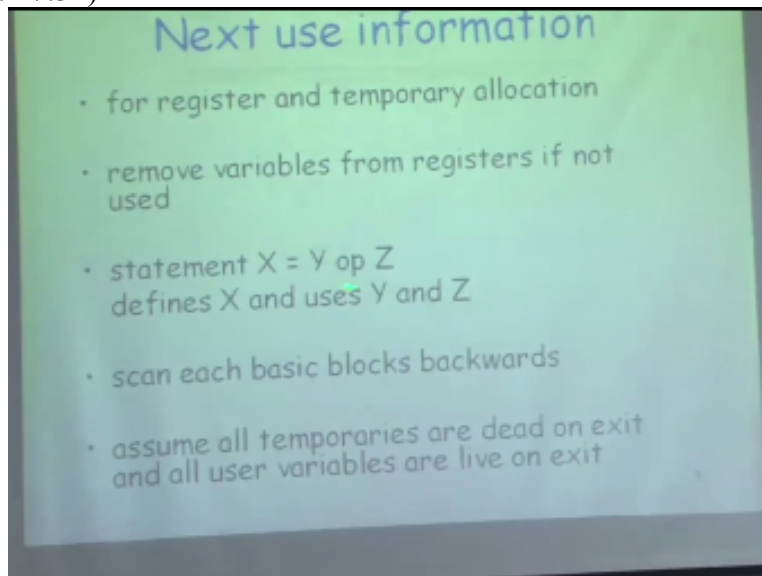 Next use information
• for register and temporary allocation
• remove variables from registers if not
used
• statement X = Y op Z
defines X and uses Y and Z
• scan each basic blocks backwards
• assume all temporaries are dead on exit
and all user variables are live on exit